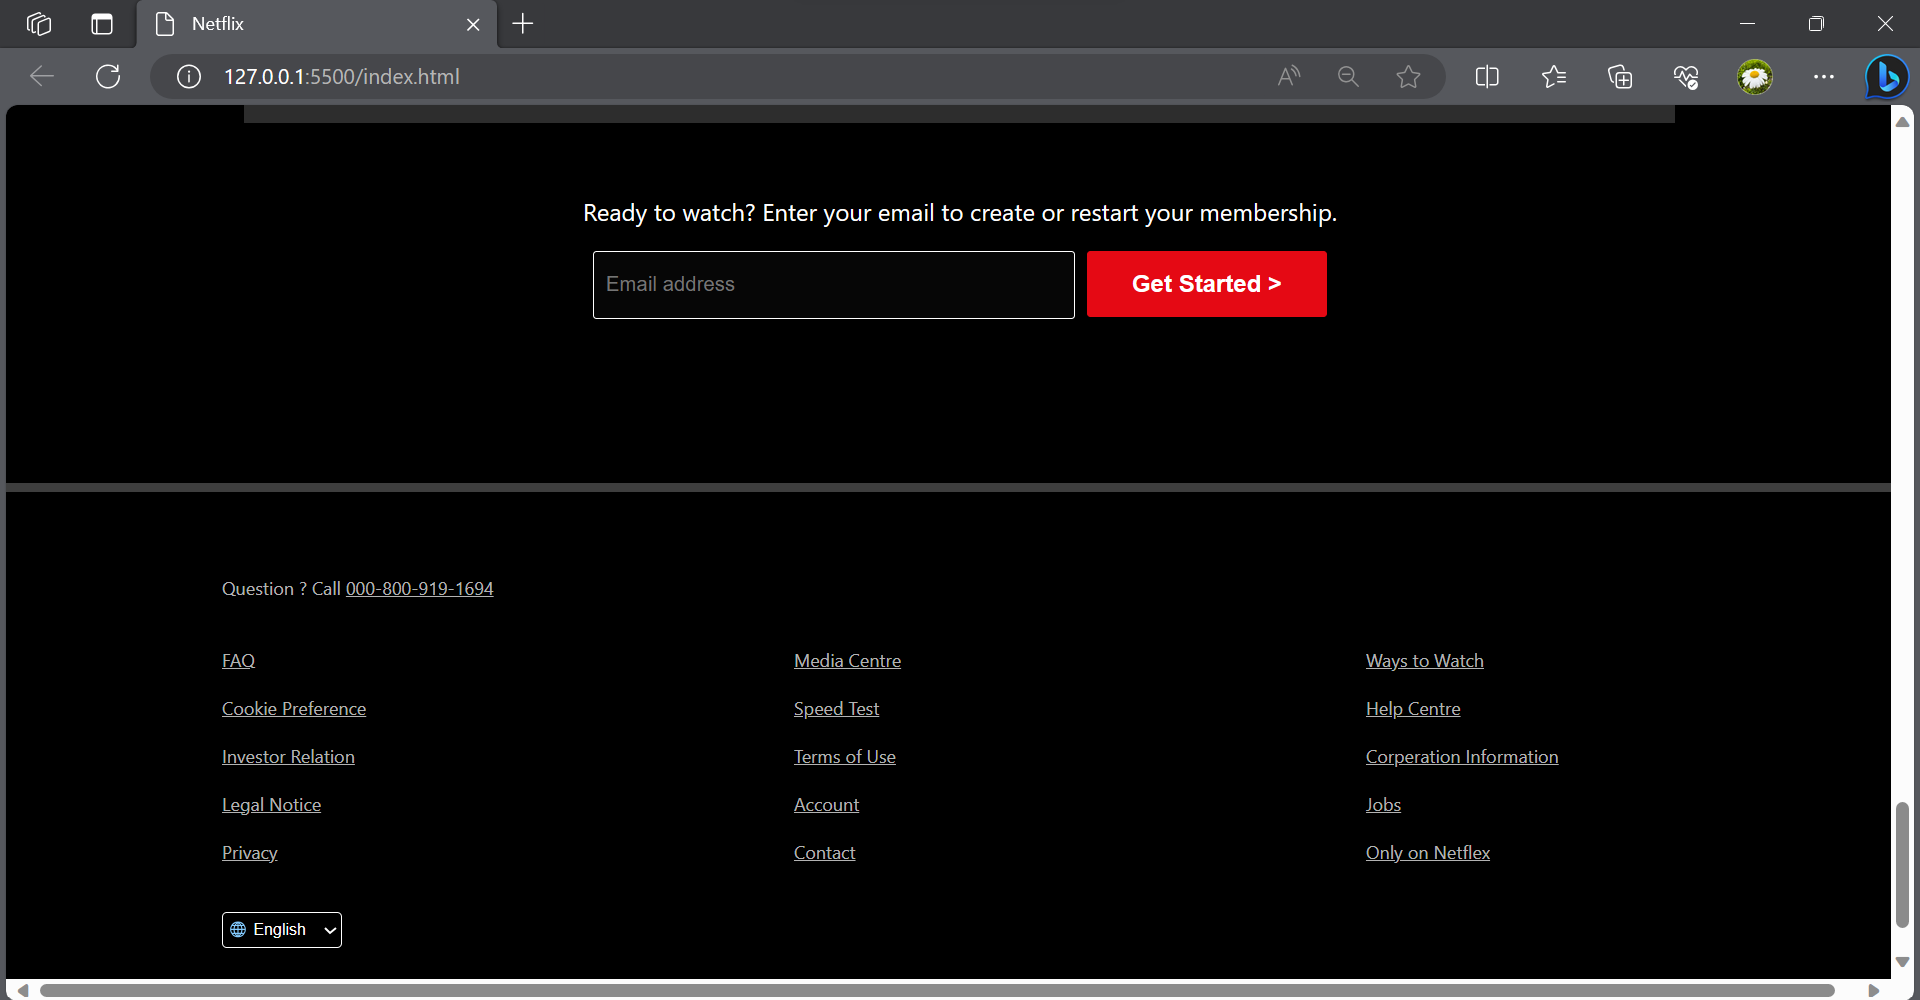 Netflix
127.0.0.1:5500/index.html
Ready to watch? Enter your email to create or restart your membership.
Email address
Get Started >
Question ? Call 000-800-919-1694
FAQ Media Centre Ways to Watch
Cookie Preference Speed Test Help Centre
Investor Relation Terms of Use Corperation Information
Legal Notice Account Jobs
Privacy Contact Only on Netflex
English